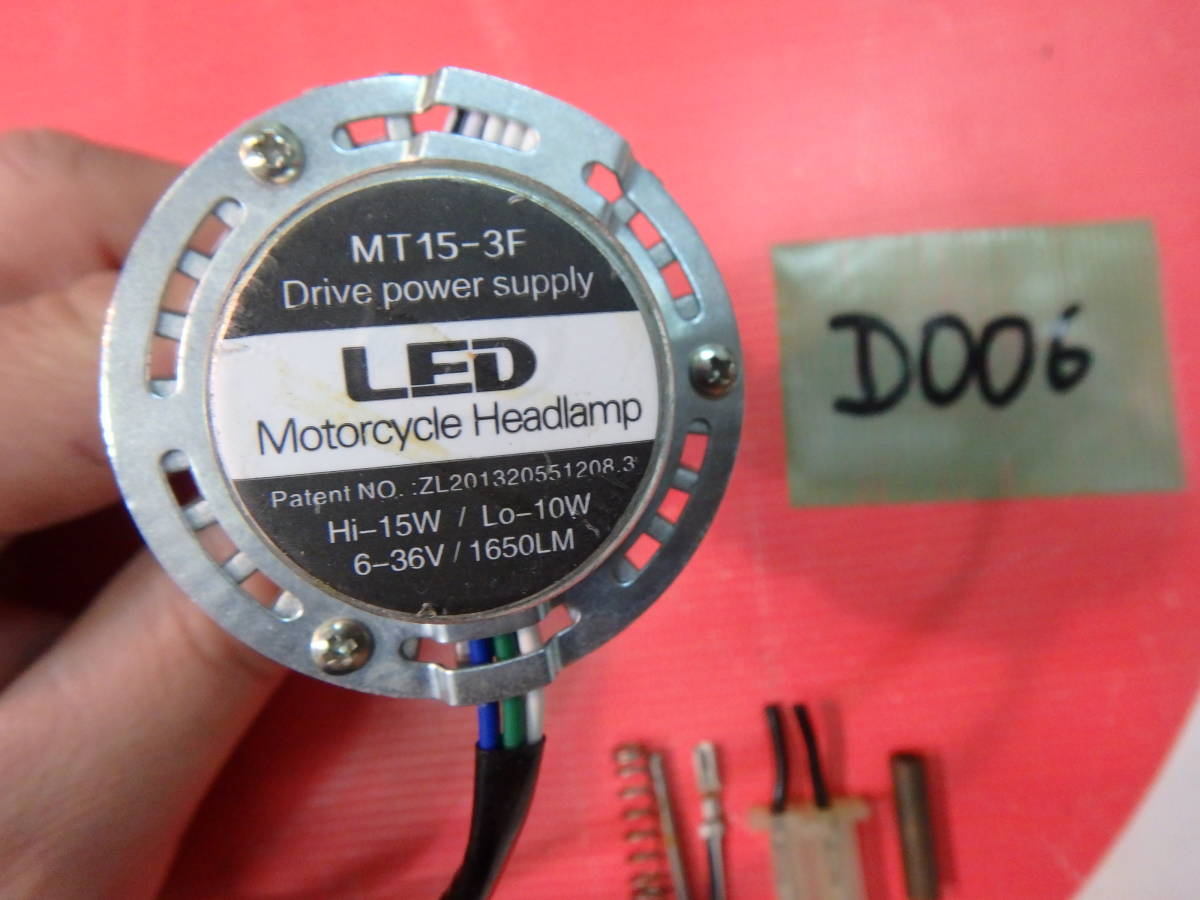 MT15-3F
Drive power supply
LED
Motorcycle Headlamp
Patent NO. :ZL201320551208.3
Hi-15W / Lo-10W
6-36V / 1650LM
D006